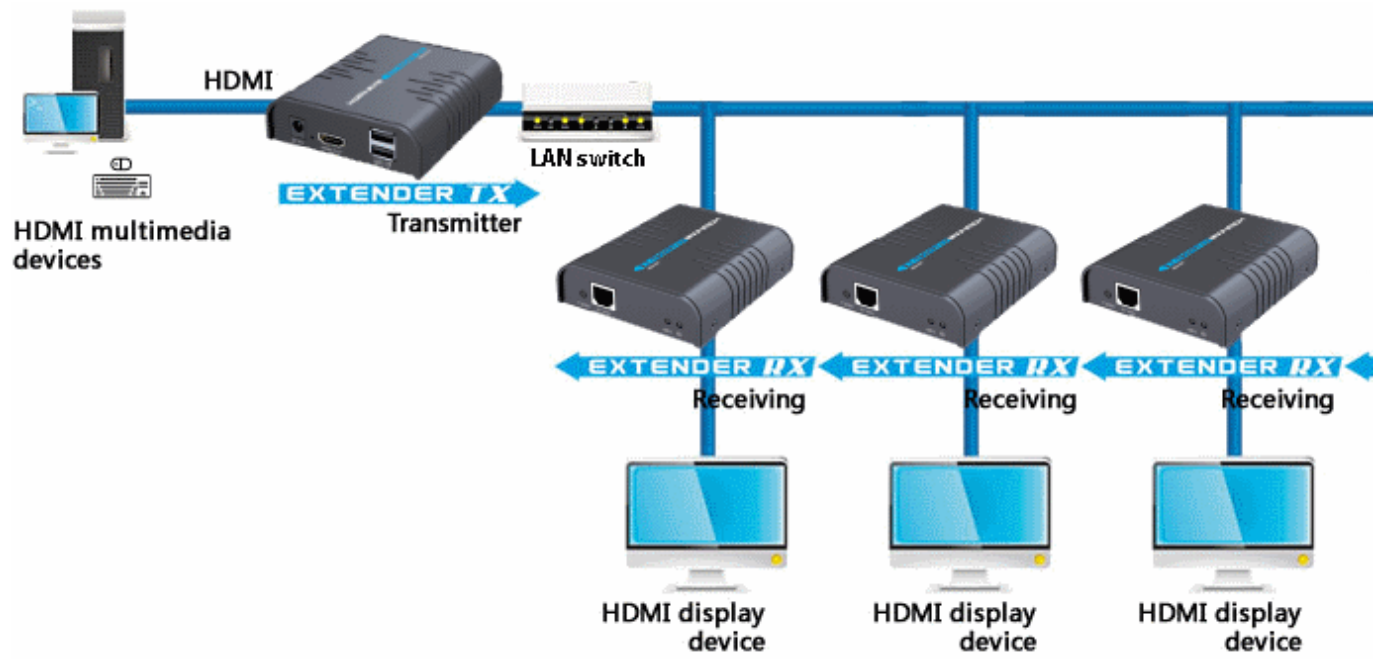 HDMI
LAN switch
EXTENDER TX
Transmitter
HDMI multimedia
devices
EXTENDER RX
EXTENDER RX
EXTENDER RX
Receiving
Receiving
Receiving
HDMI display
device
HDMI display
device
HDMI display
device